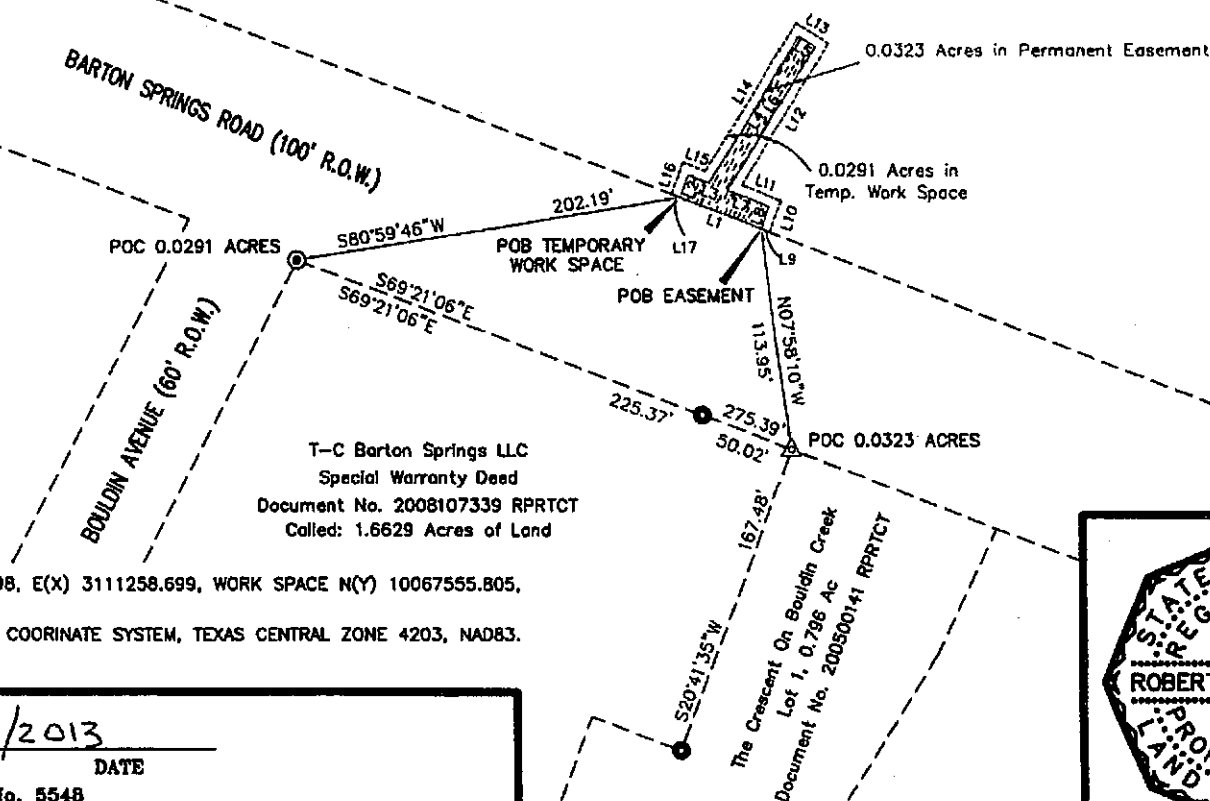 BARTON SPRINGS ROAD (100' R.O.W.)
L13
0.0323 Acres in Permanent Easement
L14
L12
L15
L16
L11
L10
0.0291 Acres in
Temp. Work Space
L1
L17
L9
202.19'
S80°59'46"W
POC 0.0291 ACRES
POB TEMPORARY
WORK SPACE
POB EASEMENT
S69°21'06"E
S69°21'06"E
N07°58'10"W
113.95'
BOULDIN AVENUE (60' R.O.W.)
225.37'
275.39'
50.02'
POC 0.0323 ACRES
T-C Barton Springs LLC
Special Warranty Deed
Document No. 2008107339 RPRTCT
Called: 1.6629 Acres of Land
167.48'
S20°41'35"W
The Crescent On Bouldin Creek
Lot 1, 0.796 Ac
Document No. 200500141 RPRTCT
98, E(X) 3111258.699, WORK SPACE N(Y) 10067555.805,
COORINATE SYSTEM, TEXAS CENTRAL ZONE 4203, NAD83.
/2013
DATE
No. 5548
STATE
REG
ROBERT
PRO
LAND